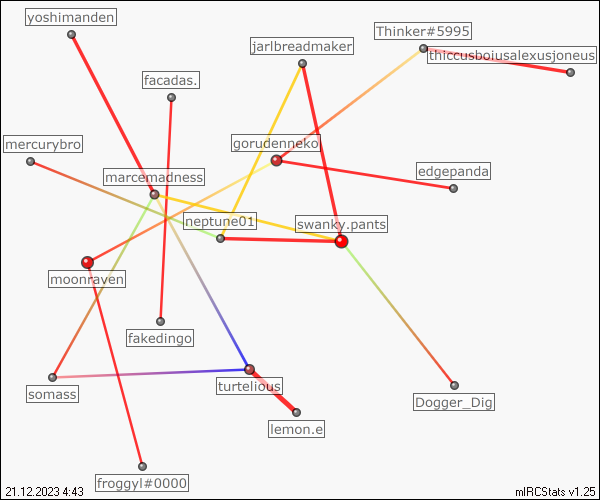 yoshimanden
Thinker#5995
jarlbreadmaker
thiccusboiusalexusjoneus
facadas.
mercurybro
gorudenneko
edgepanda
marcemadness
neptune01
swanky.pants
moonraven
fakedingo
turtelious
somass
Dogger_Dig
lemon.e
froggyl#0000
21.12.2023 4:43
mIRCStats v1.25